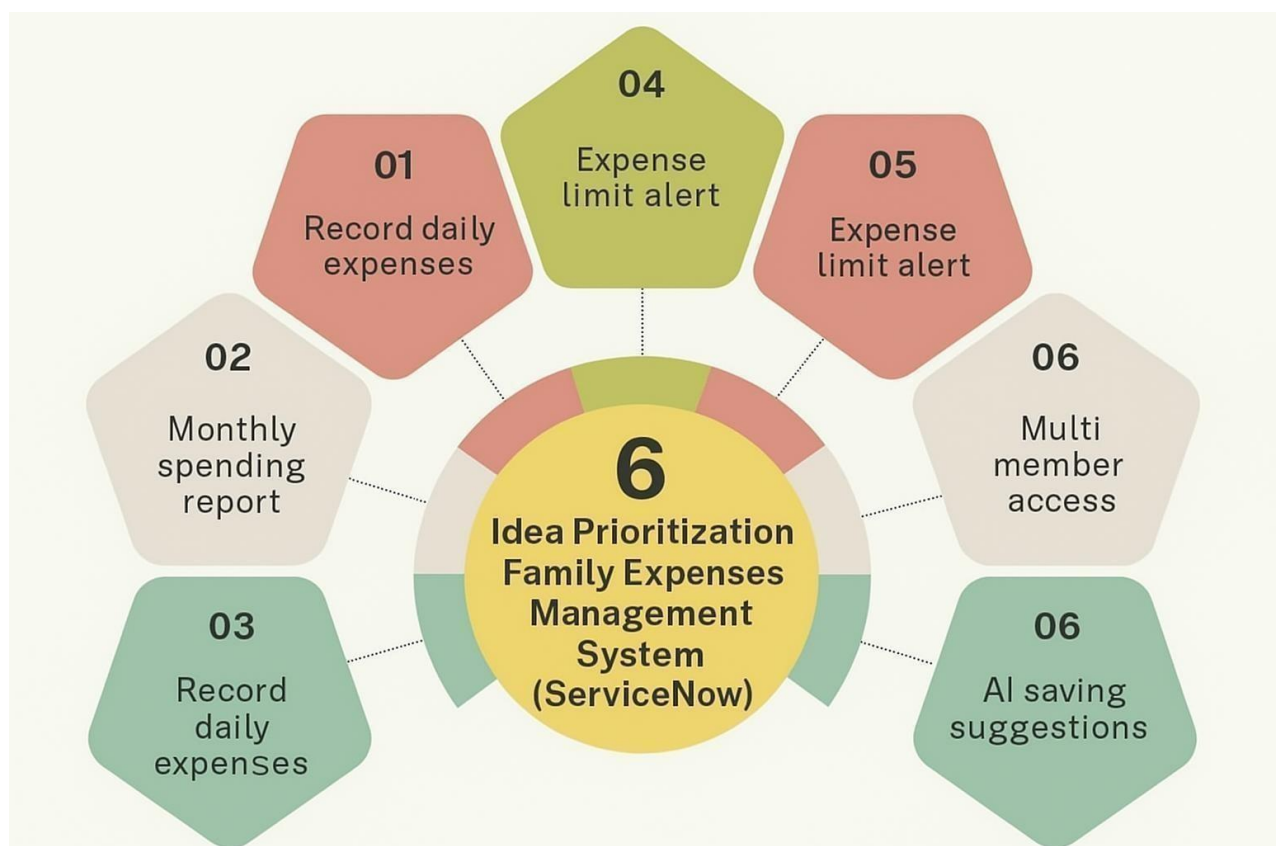 04
Expense
limit alert
01
Record daily
expenses
05
Expense
limit alert
02
Monthly
spending
report
06
Multi
member
access
6
Idea Prioritization
Family Expenses
Management
System
(ServiceNow)
03
Record
daily
expenses
06
AI saving
suggestions